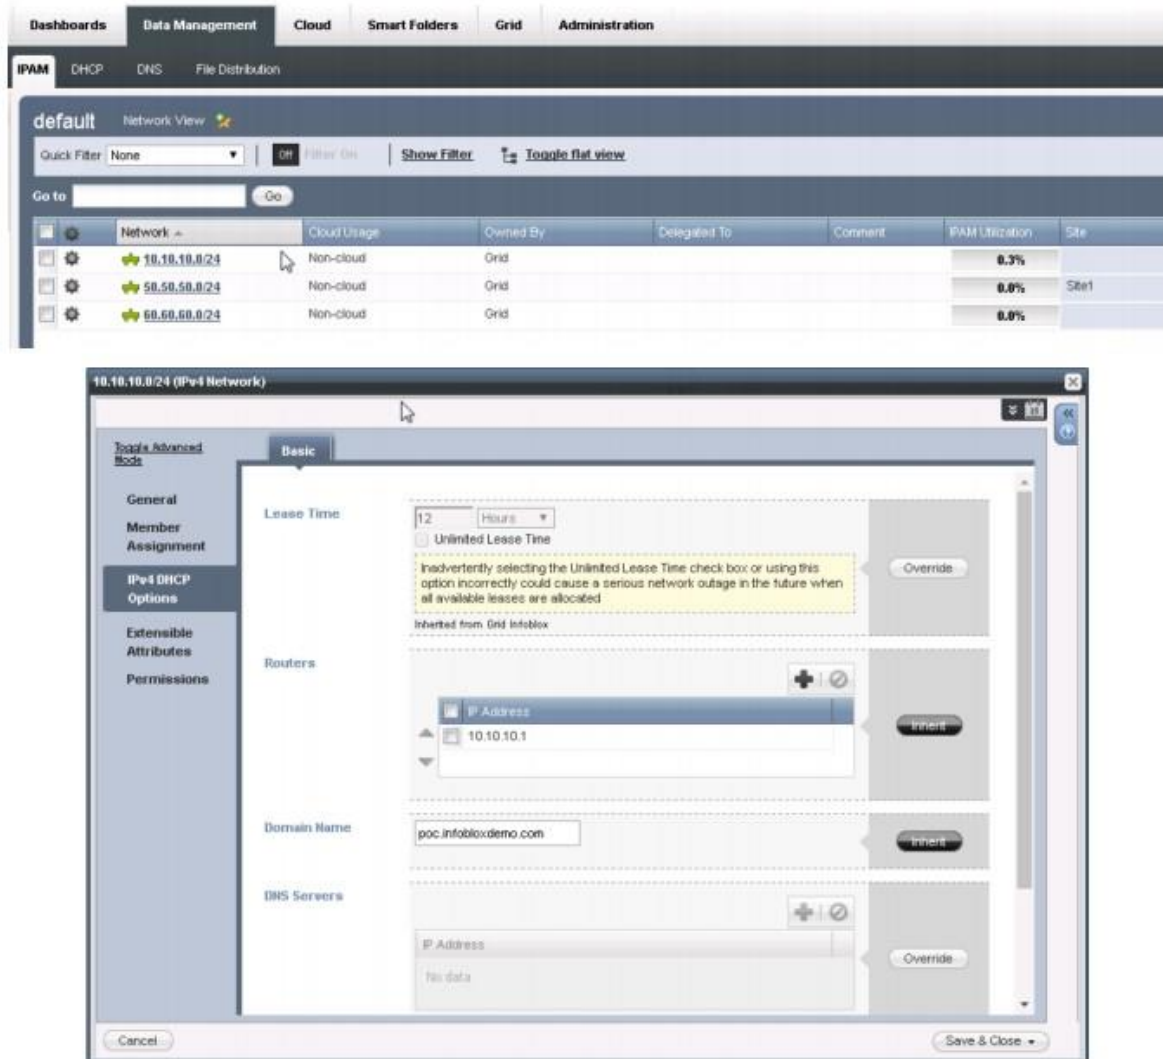 Dashboards Data Management Cloud Smart Folders Grid Administration
IPAM DHCP DNS File Distribution
default Network View
Quick Filter None Off Filter On Show Filter Toggle flat view
Go to Go
Network Cloud Usage Owned By Delegated To Comment IPAM Utilization Site
10.10.10.0/24 Non-cloud Grid 0.3%
50.50.50.0/24 Non-cloud Grid 0.0% Site1
60.60.60.0/24 Non-cloud Grid 0.0%
10.10.10.0/24 (IPv4 Network)
Toggle Advanced
Mode
Basic
General
Member
Assignment
IPv4 DHCP
Options
Extensible
Attributes
Permissions
Lease Time
12 Hours
Unlimited Lease Time
Inadvertently selecting the Unlimited Lease Time check box or using this
option incorrectly could cause a serious network outage in the future when
all available leases are allocated
Inherited from Grid Infoblox
Override
Routers
IP Address
10.10.10.1
Inherit
Domain Name
poc.infobloxdemo.com
Inherit
DNS Servers
IP Address
No data
Override
Cancel
Save & Close